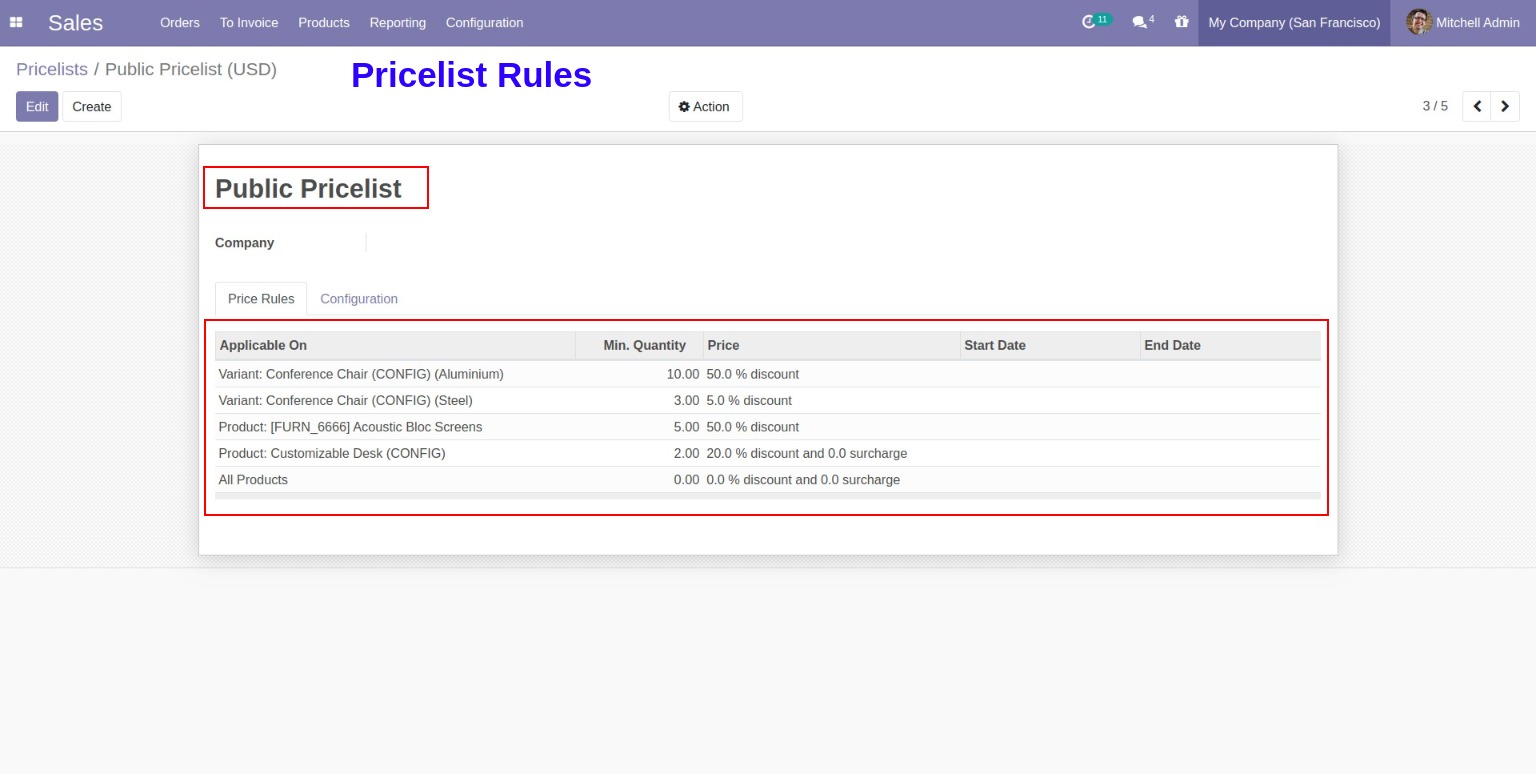 Sales Orders To Invoice Products Reporting Configuration 11 4 My Company (San Francisco) Mitchell Admin
Pricelists / Public Pricelist (USD)
Pricelist Rules
Edit Create Action 3 / 5
Public Pricelist
Company
Price Rules Configuration
Applicable On Min. Quantity Price Start Date End Date
Variant: Conference Chair (CONFIG) (Aluminium) 10.00 50.0 % discount
Variant: Conference Chair (CONFIG) (Steel) 3.00 5.0 % discount
Product: [FURN_6666] Acoustic Bloc Screens 5.00 50.0 % discount
Product: Customizable Desk (CONFIG) 2.00 20.0 % discount and 0.0 surcharge
All Products 0.00 0.0 % discount and 0.0 surcharge